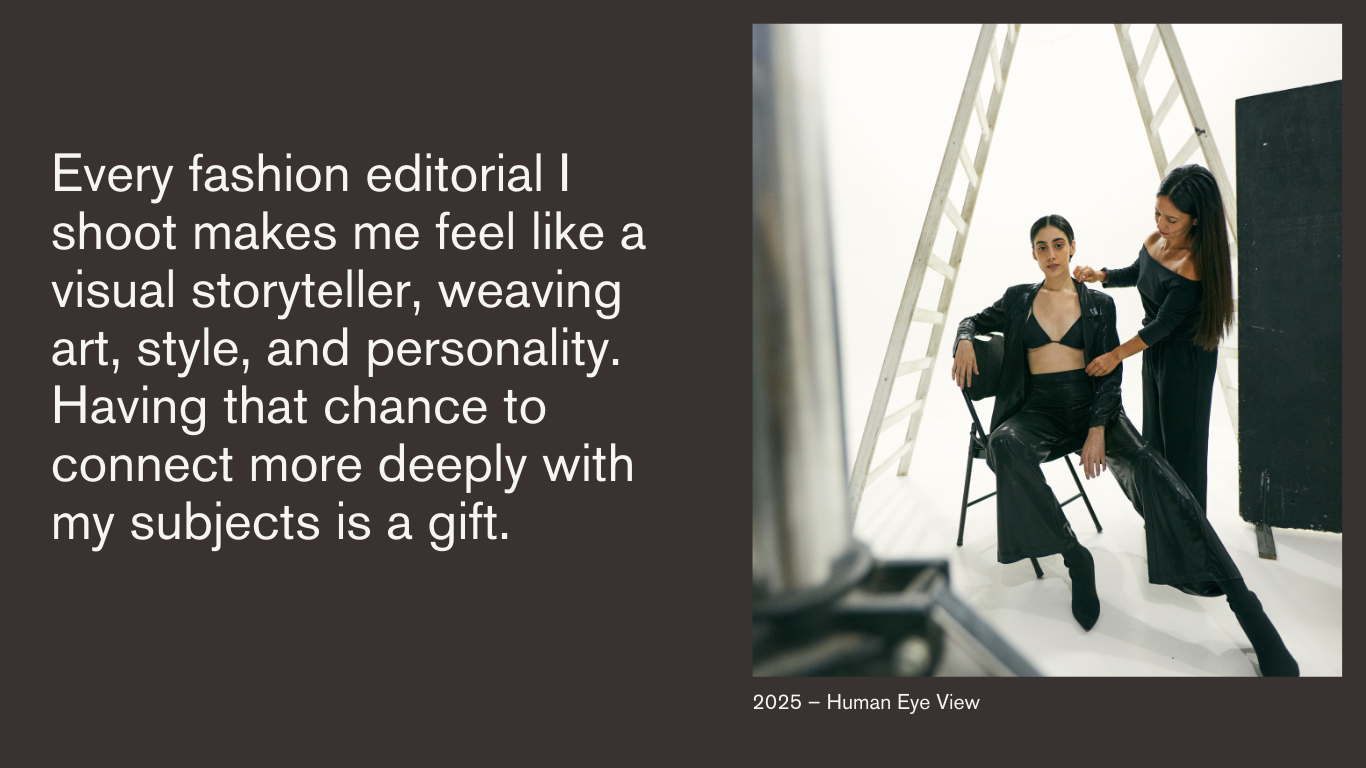 Every fashion editorial I
shoot makes me feel like a
visual storyteller, weaving
art, style, and personality.
Having that chance to
connect more deeply with
my subjects is a gift.
2025 – Human Eye View